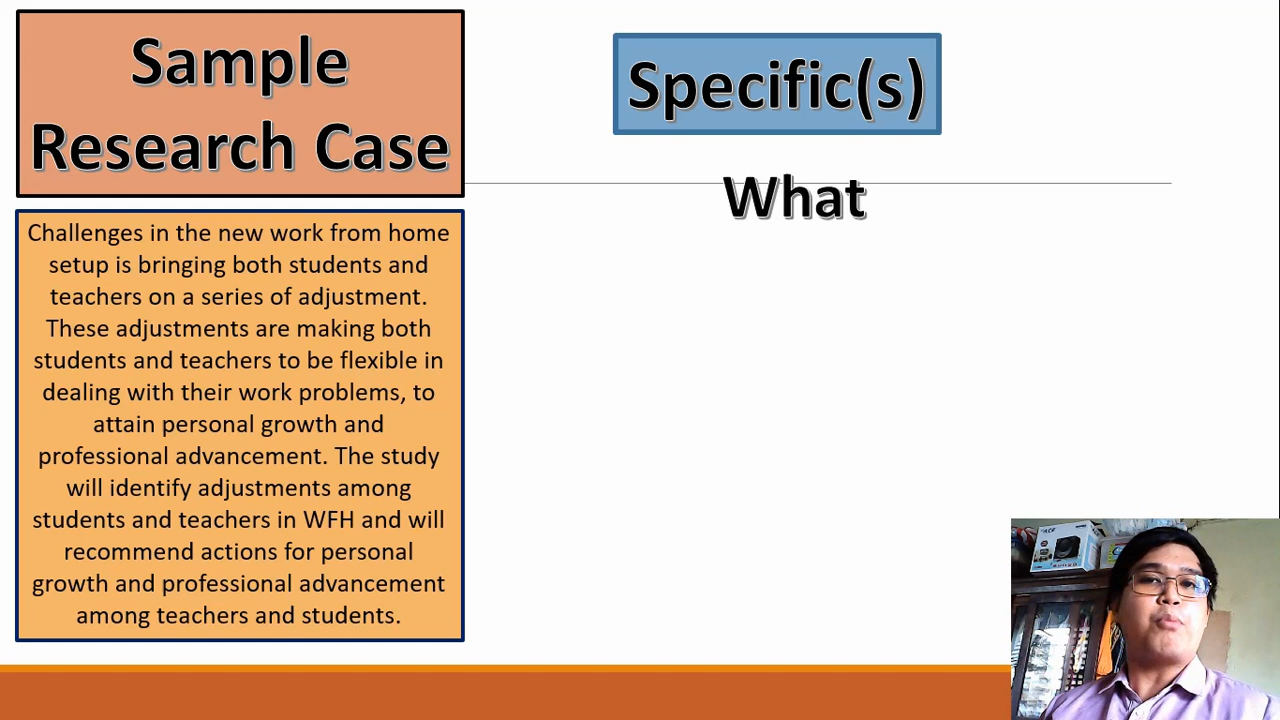 Sample
Research Case
Challenges in the new work from home
setup is bringing both students and
teachers on a series of adjustment.
These adjustments are making both
students and teachers to be flexible in
dealing with their work problems, to
attain personal growth and
professional advancement. The study
will identify adjustments among
students and teachers in WFH and will
recommend actions for personal
growth and professional advancement
among teachers and students.
Specific(s)
What